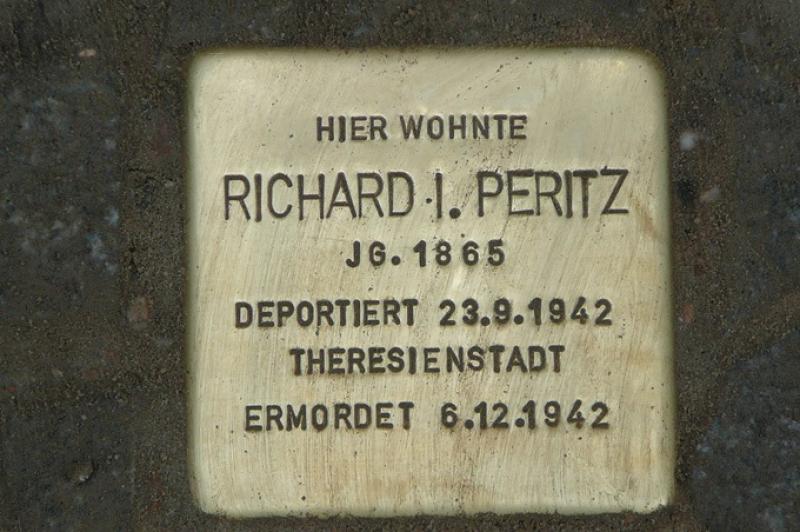 HIER WOHNTE
RICHARD I. PERITZ
JG. 1865
DEPORTIERT 23.9.1942
THERESIENSTADT
ERMORDET 6.12.1942